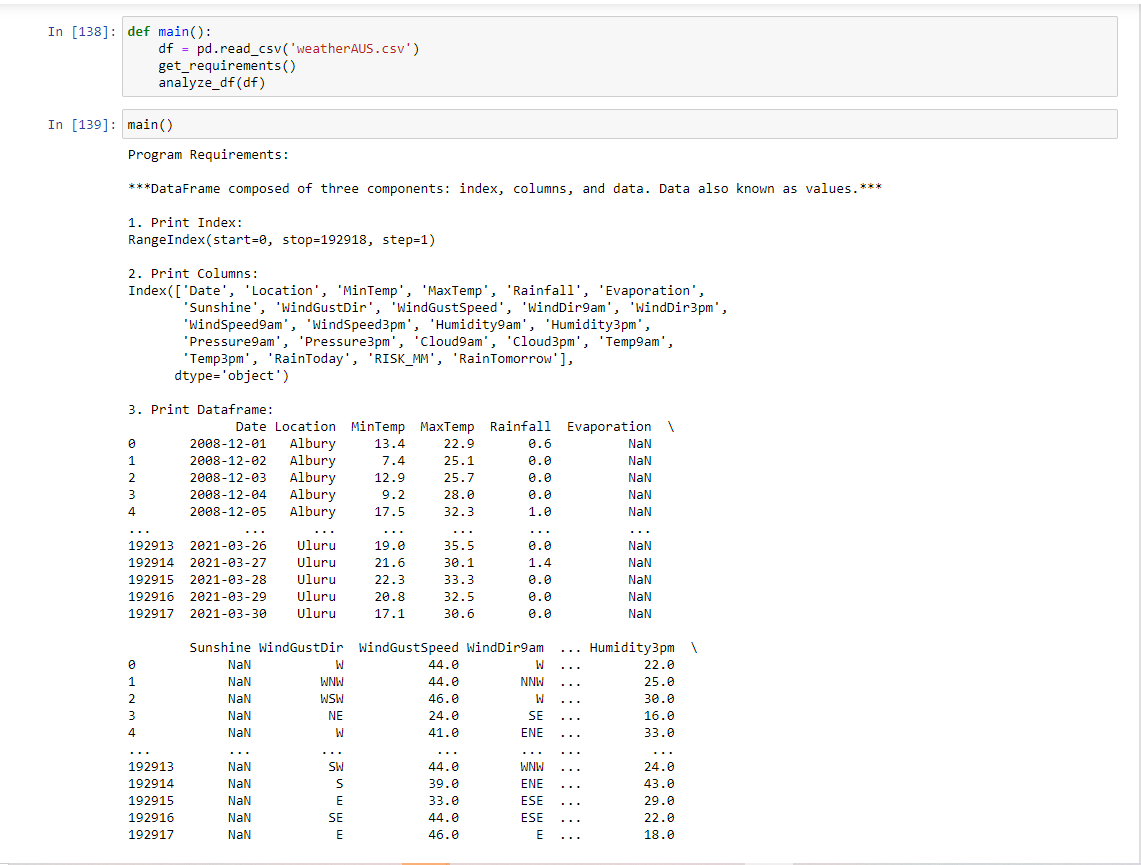 In [138]: def main():
    df = pd.read_csv('weatherAUS.csv')
    get_requirements()
    analyze_df(df)
In [139]: main()
Program Requirements:
***DataFrame composed of three components: index, columns, and data. Data also known as values.***
1. Print Index:
RangeIndex(start=0, stop=192918, step=1)
2. Print Columns:
Index(['Date', 'Location', 'MinTemp', 'MaxTemp', 'Rainfall', 'Evaporation',
       'Sunshine', 'WindGustDir', 'WindGustSpeed', 'WindDir9am', 'WindDir3pm',
       'WindSpeed9am', 'WindSpeed3pm', 'Humidity9am', 'Humidity3pm',
       'Pressure9am', 'Pressure3pm', 'Cloud9am', 'Cloud3pm', 'Temp9am',
       'Temp3pm', 'RainToday', 'RISK_MM', 'RainTomorrow'],
      dtype='object')
3. Print Dataframe:
              Date Location  MinTemp  MaxTemp  Rainfall  Evaporation  \
0       2008-12-01   Albury     13.4     22.9       0.6          NaN
1       2008-12-02   Albury      7.4     25.1       0.0          NaN
2       2008-12-03   Albury     12.9     25.7       0.0          NaN
3       2008-12-04   Albury      9.2     28.0       0.0          NaN
4       2008-12-05   Albury     17.5     32.3       1.0          NaN
...            ...      ...      ...      ...       ...          ...
192913  2021-03-26    Uluru     19.0     35.5       0.0          NaN
192914  2021-03-27    Uluru     21.6     30.1       1.4          NaN
192915  2021-03-28    Uluru     22.3     33.3       0.0          NaN
192916  2021-03-29    Uluru     20.8     32.5       0.0          NaN
192917  2021-03-30    Uluru     17.1     30.6       0.0          NaN
        Sunshine WindGustDir  WindGustSpeed WindDir9am  ... Humidity3pm  \
0            NaN           W           44.0          W  ...        22.0
1            NaN         WNW           44.0        NNW  ...        25.0
2            NaN         WSW           46.0          W  ...        30.0
3            NaN          NE           24.0         SE  ...        16.0
4            NaN           W           41.0        ENE  ...        33.0
...          ...         ...            ...        ...  ...         ...
192913       NaN          SW           44.0        WNW  ...        24.0
192914       NaN           S           39.0        ENE  ...        43.0
192915       NaN           E           33.0        ESE  ...        29.0
192916       NaN          SE           44.0        ESE  ...        22.0
192917       NaN           E           46.0          E  ...        18.0